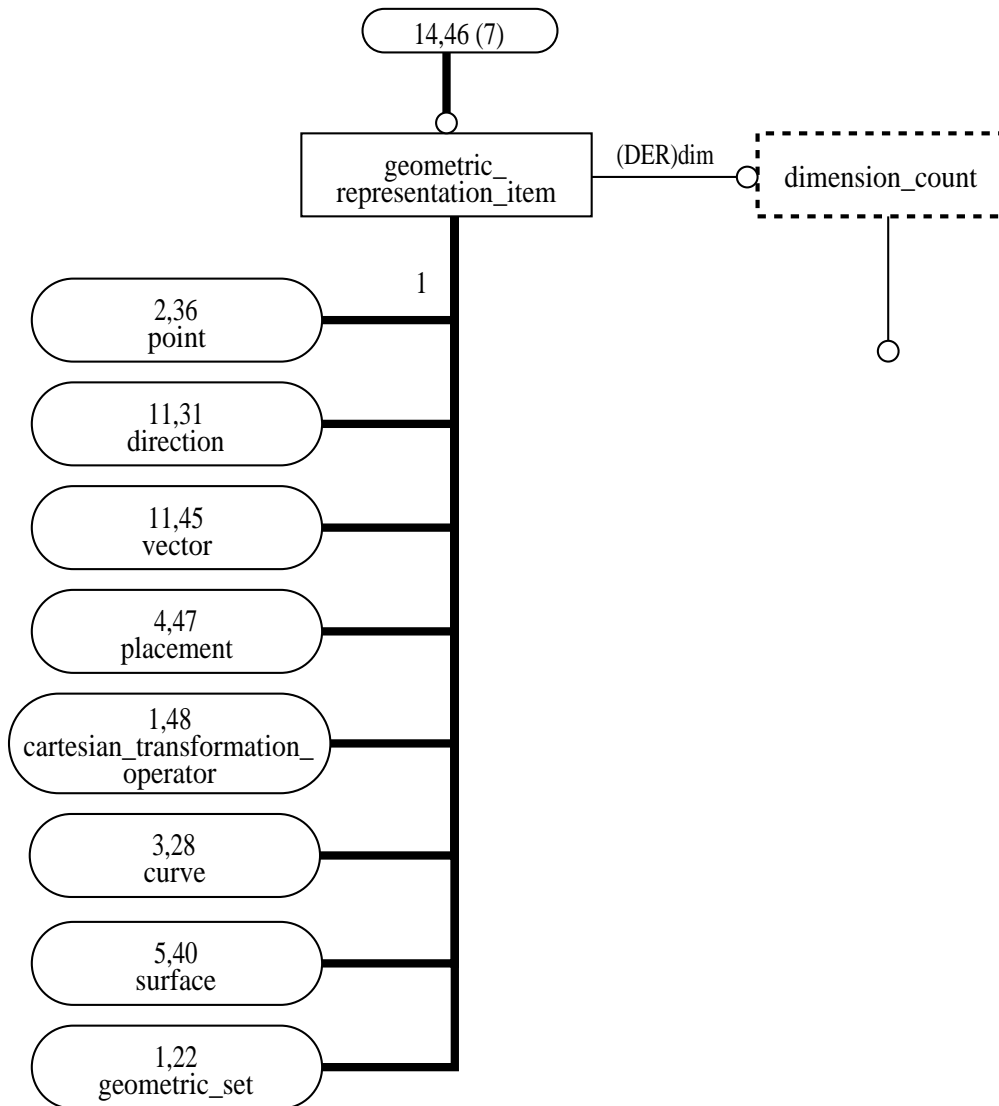 14,46 (7)
geometric_
representation_item
(DER)dim
dimension_count
1
2,36
point
11,31
direction
11,45
vector
4,47
placement
1,48
cartesian_transformation_
operator
3,28
curve
5,40
surface
1,22
geometric_set